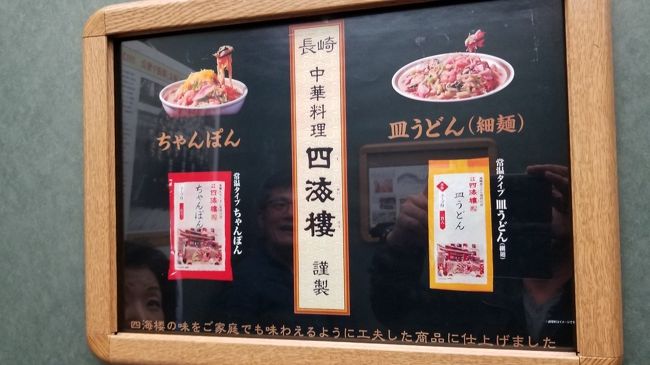 長崎
中華料理
四海樓
謹製
ちゃんぽん
皿うどん(細麺)
常温タイプ ちゃんぽん
四海樓
ちゃんぽん
常温タイプ 皿うどん(細麺)
四海樓
皿うどん
四海楼の味をご家庭でも味わえるように工夫した商品に仕上げました